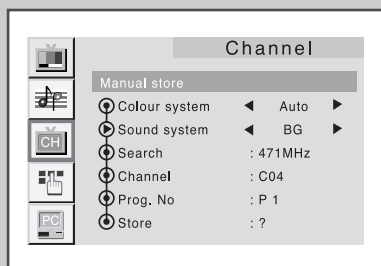 Channel
Manual store
Colour system ◀ Auto ▶
Sound system ◀ BG ▶
Search : 471MHz
CH
Channel : C04
Prog. No : P 1
PC
Store : ?